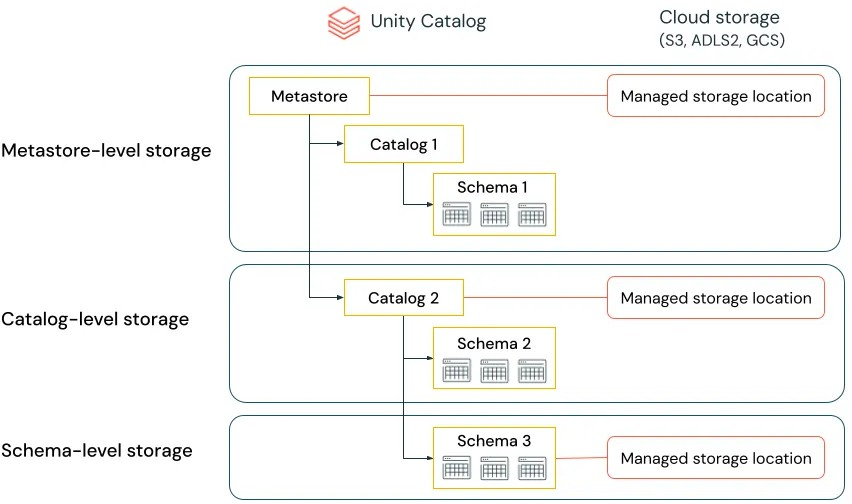 Unity Catalog
Cloud storage
(S3, ADLS2, GCS)
Metastore-level storage
Metastore
Managed storage location
Catalog 1
Schema 1
Catalog-level storage
Catalog 2
Managed storage location
Schema 2
Schema-level storage
Schema 3
Managed storage location